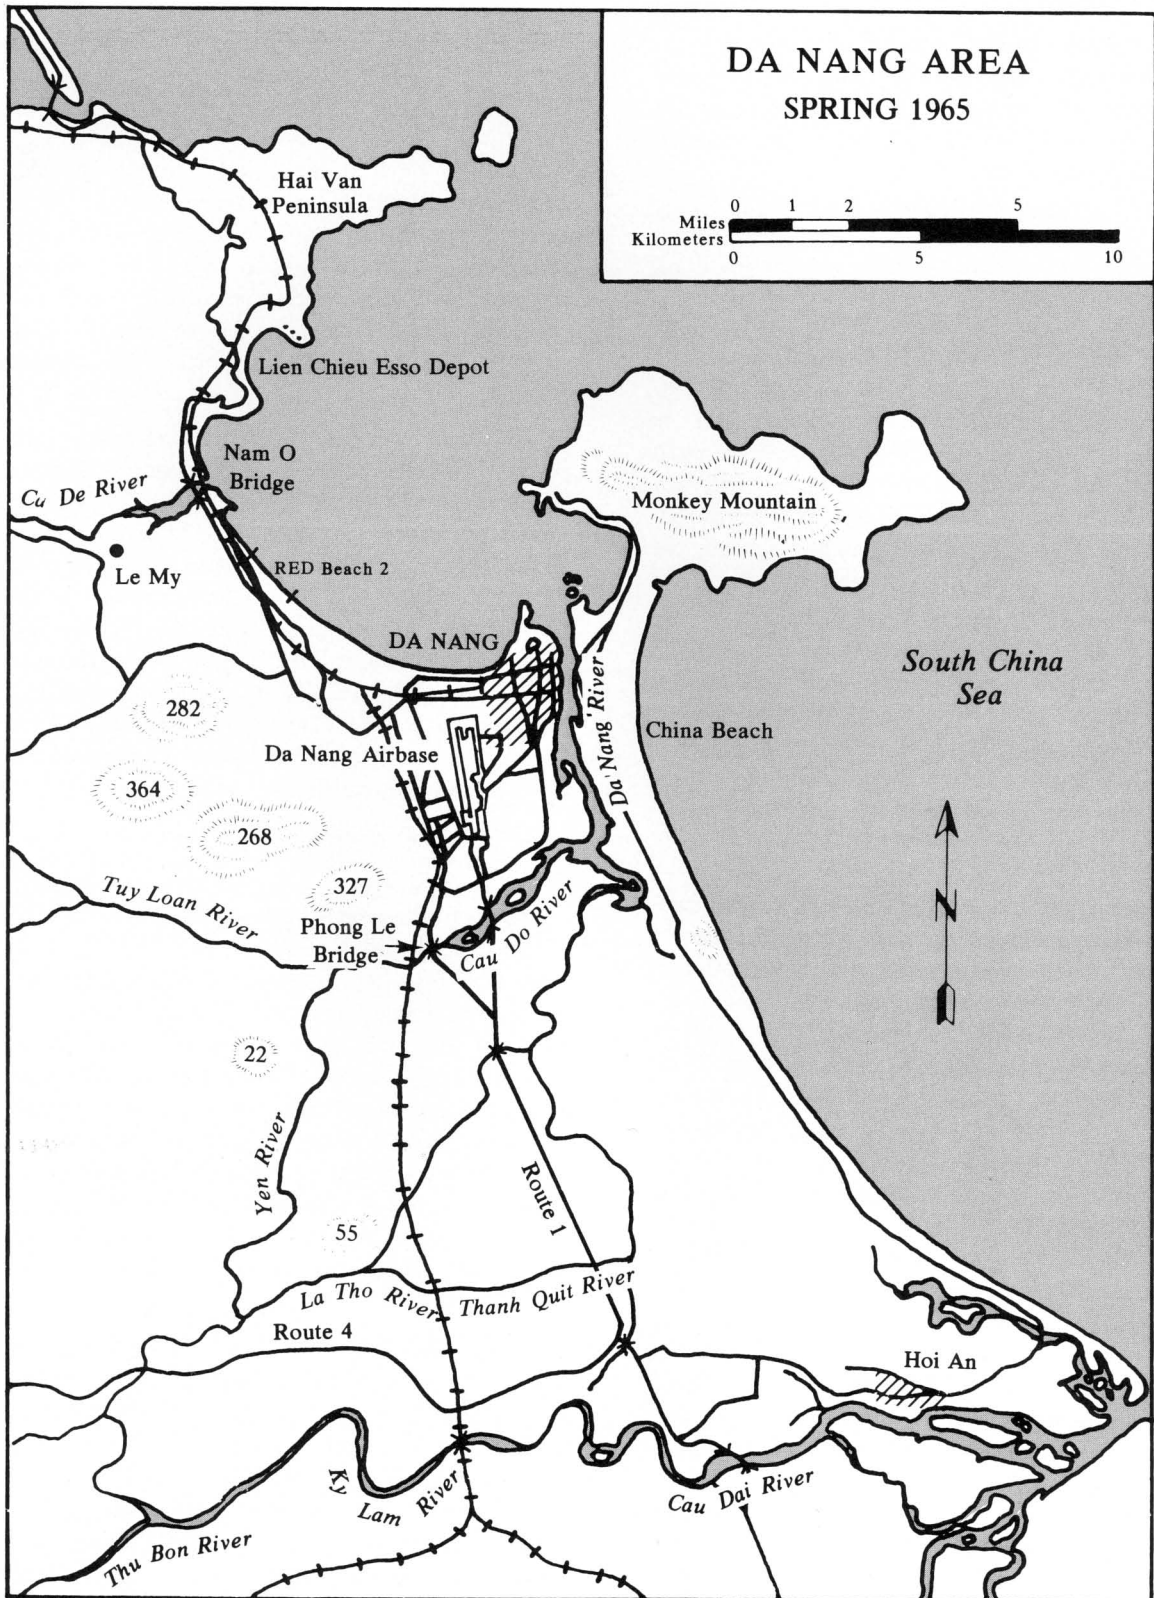 DA NANG AREA
SPRING 1965
0 1 2 5
Miles
Kilometers
0 5 10
Hai Van
Peninsula
Lien Chieu Esso Depot
Nam O
Bridge
Cu De River
Monkey Mountain
Le My
RED Beach 2
DA NANG
South China
Sea
282
Da Nang River
China Beach
Da Nang Airbase
364
268
327
Tuy Loan River
Phong Le
Bridge
Cau Do River
N
22
Yen River
Route 1
55
La Tho River
Thanh Quit River
Route 4
Hoi An
Ky Lam River
Cau Dai River
Thu Bon River